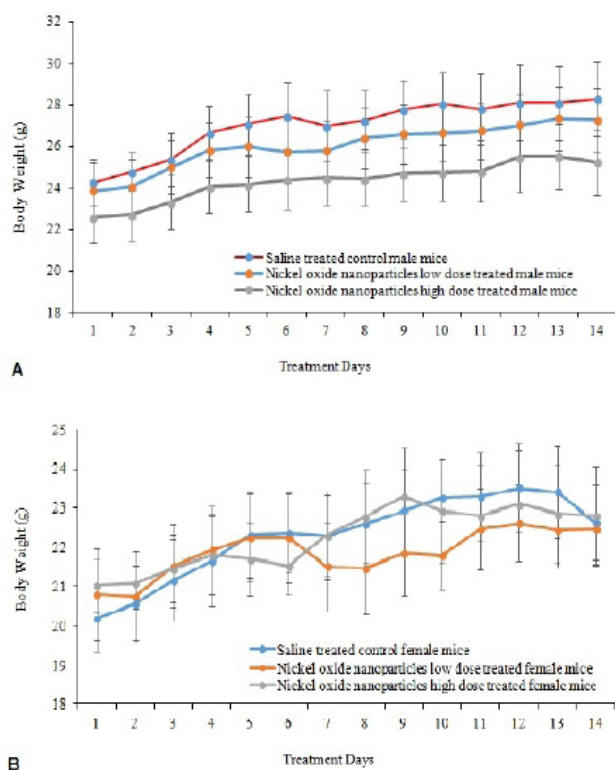 32
30
28
26
24
22
20
18
Body Weight (g)
Saline treated control male mice
Nickel oxide nanoparticles low dose treated male mice
Nickel oxide nanoparticles high dose treated male mice
1 2 3 4 5 6 7 8 9 10 11 12 13 14
A
Treatment Days
25
24
23
22
21
20
19
18
Body Waight (g)
Saline treated control female mice
Nickel oxide nanoparticles low dose treated female mice
Nickel oxide nanoparticles high dose treated female mice
1 2 3 4 5 6 7 8 9 10 11 12 13 14
B
Treatment Days